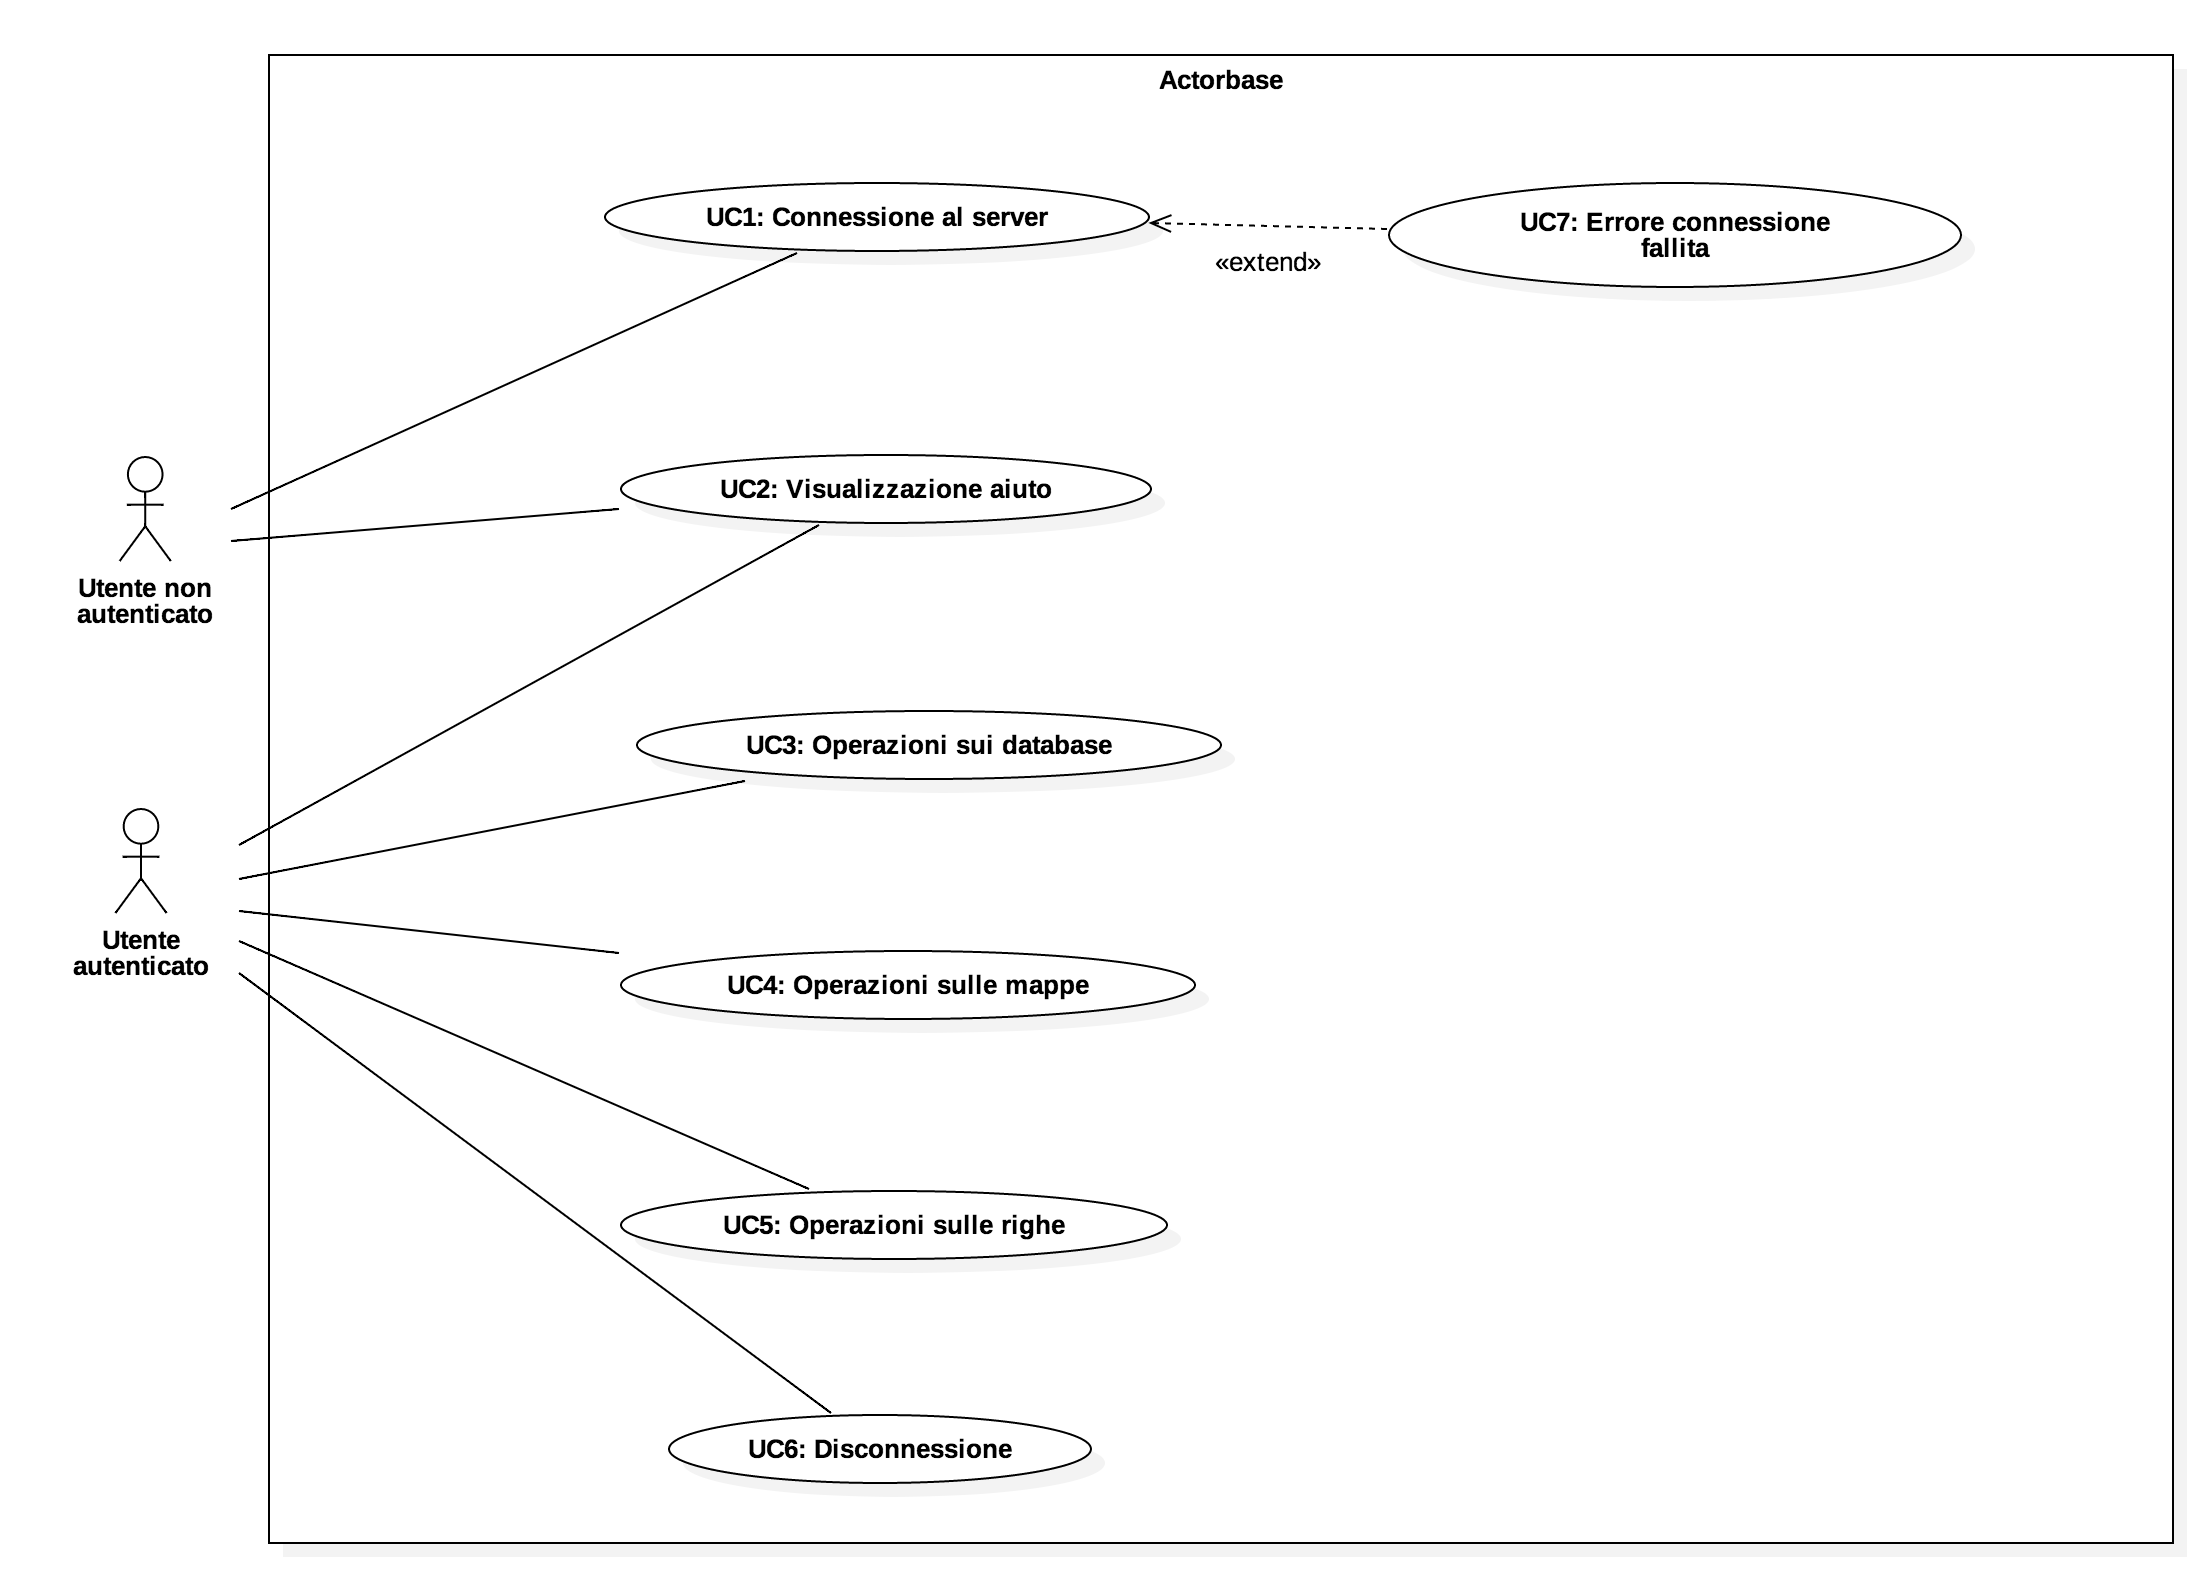 Actorbase
UC1: Connessione al server
UC7: Errore connessione
fallita
«extend»
UC2: Visualizzazione aiuto
Utente non
autenticato
UC3: Operazioni sui database
Utente
autenticato
UC4: Operazioni sulle mappe
UC5: Operazioni sulle righe
UC6: Disconnessione